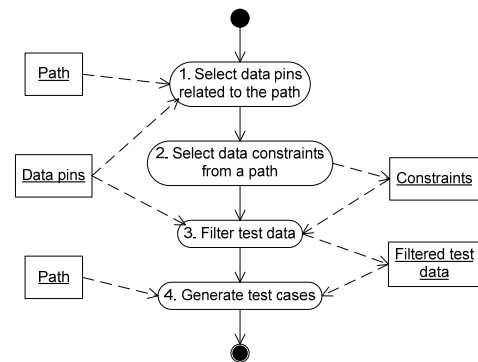 Path
1. Select data pins
related to the path
2. Select data constraints
from a path
Data pins
Constraints
3. Filter test data
Filtered test
data
Path
4. Generate test cases